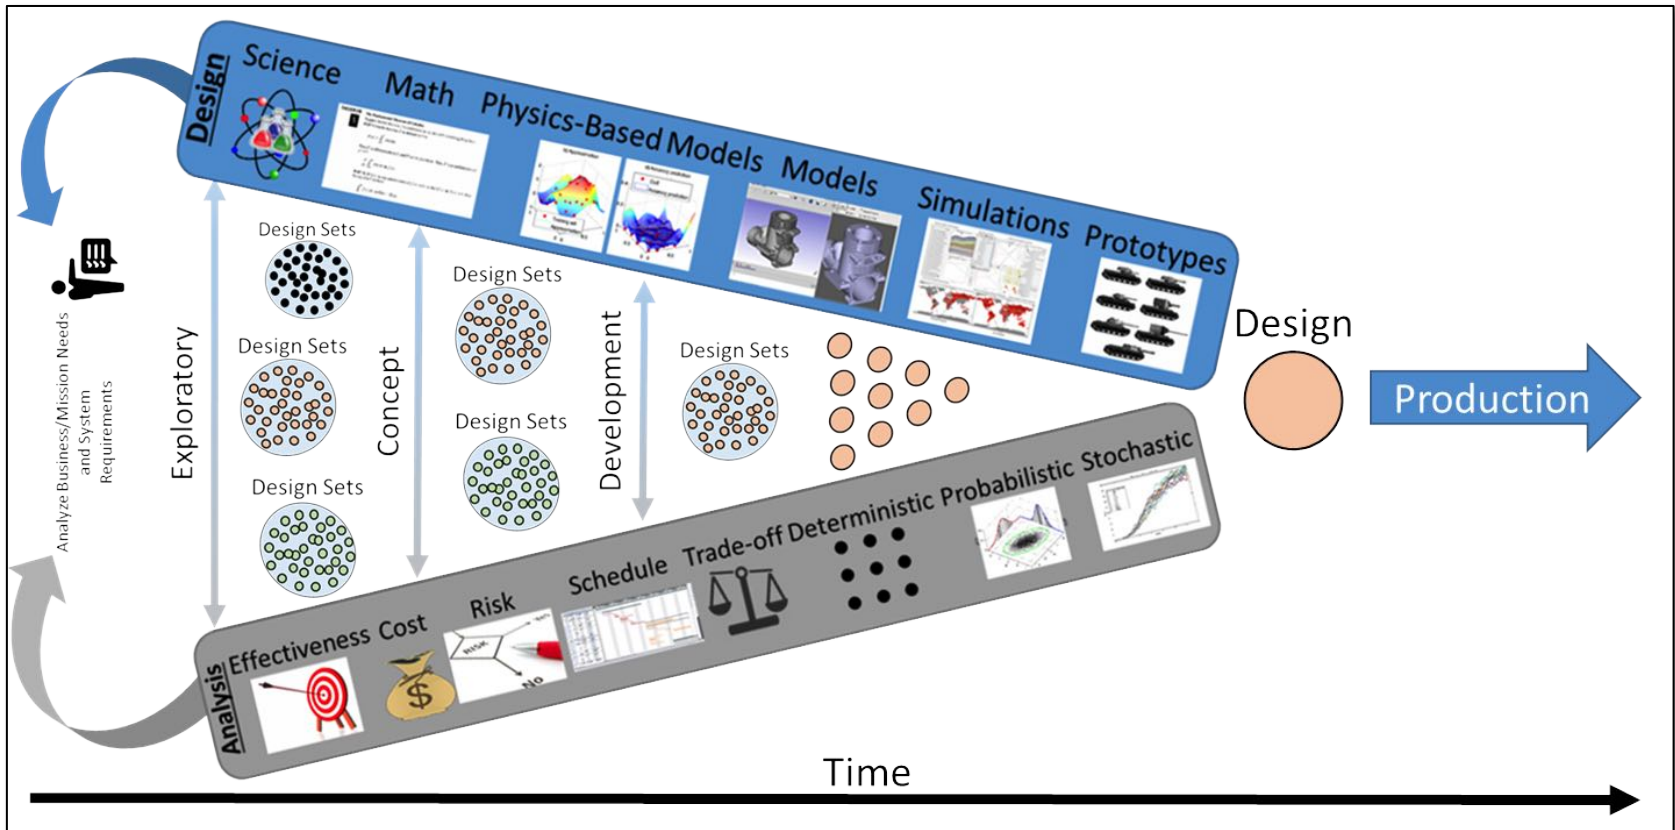 Design
Science
Math
Physics-Based Models
Models
Simulations
Prototypes
Analyze Business/Mission Needs
and System
Requirements
Exploratory
Design Sets
Design Sets
Design Sets
Concept
Design Sets
Design Sets
Development
Design Sets
Design
Production
Analysis
Effectiveness
Cost
$
Risk
RISK
No
Schedule
Trade-off
Deterministic
Probabilistic
Stochastic
Time